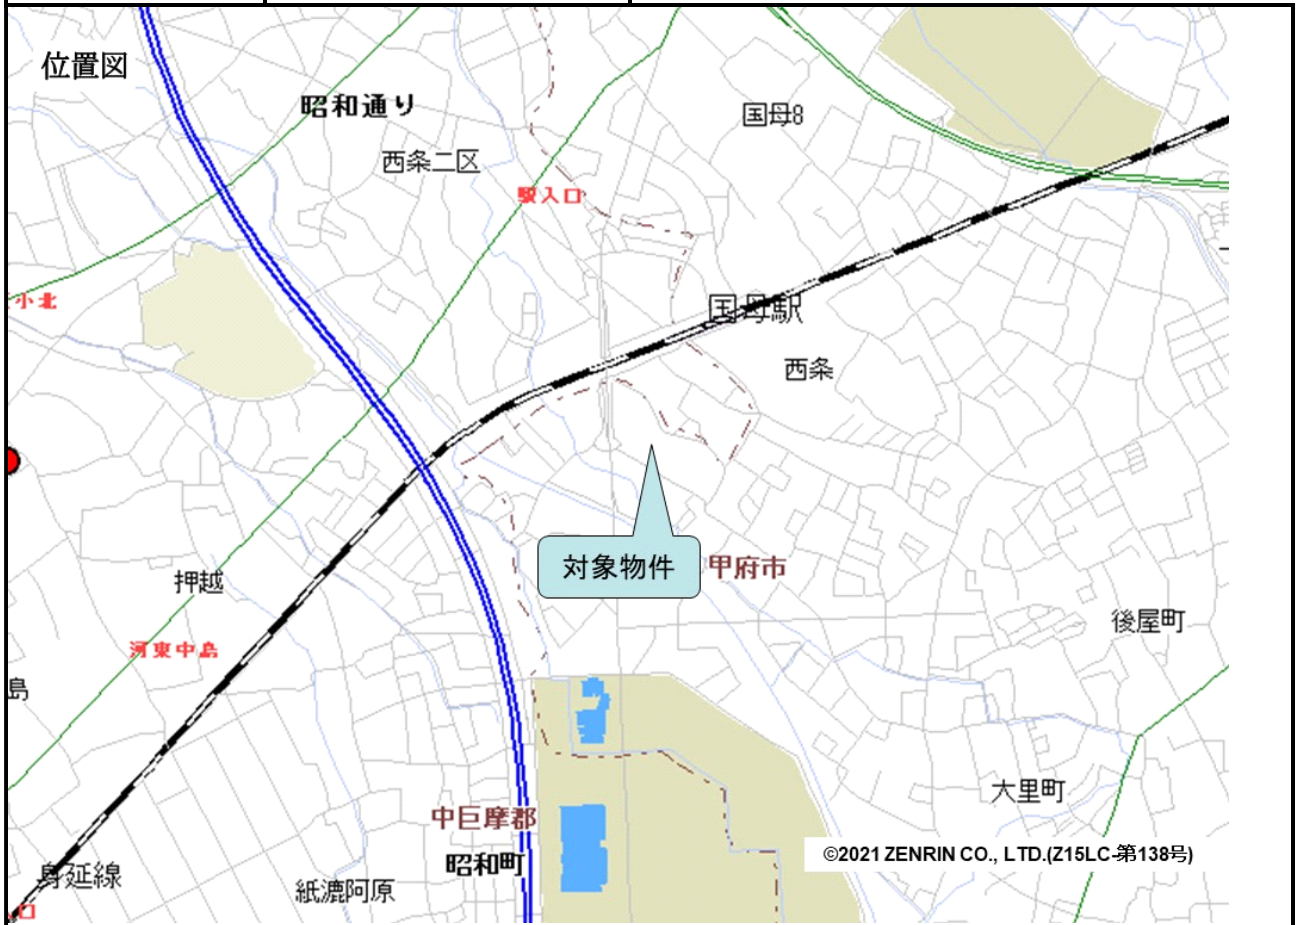 位置図
昭和通り
国母8
西条二区
駅入口
小北
国母駅
西条
対象物件
甲府市
押越
後屋町
河東中島
島
大里町
中巨摩郡
©2021 ZENRIN CO., LTD.(Z15LC-第138号)
昭和町
身延線
紙漉阿原
口